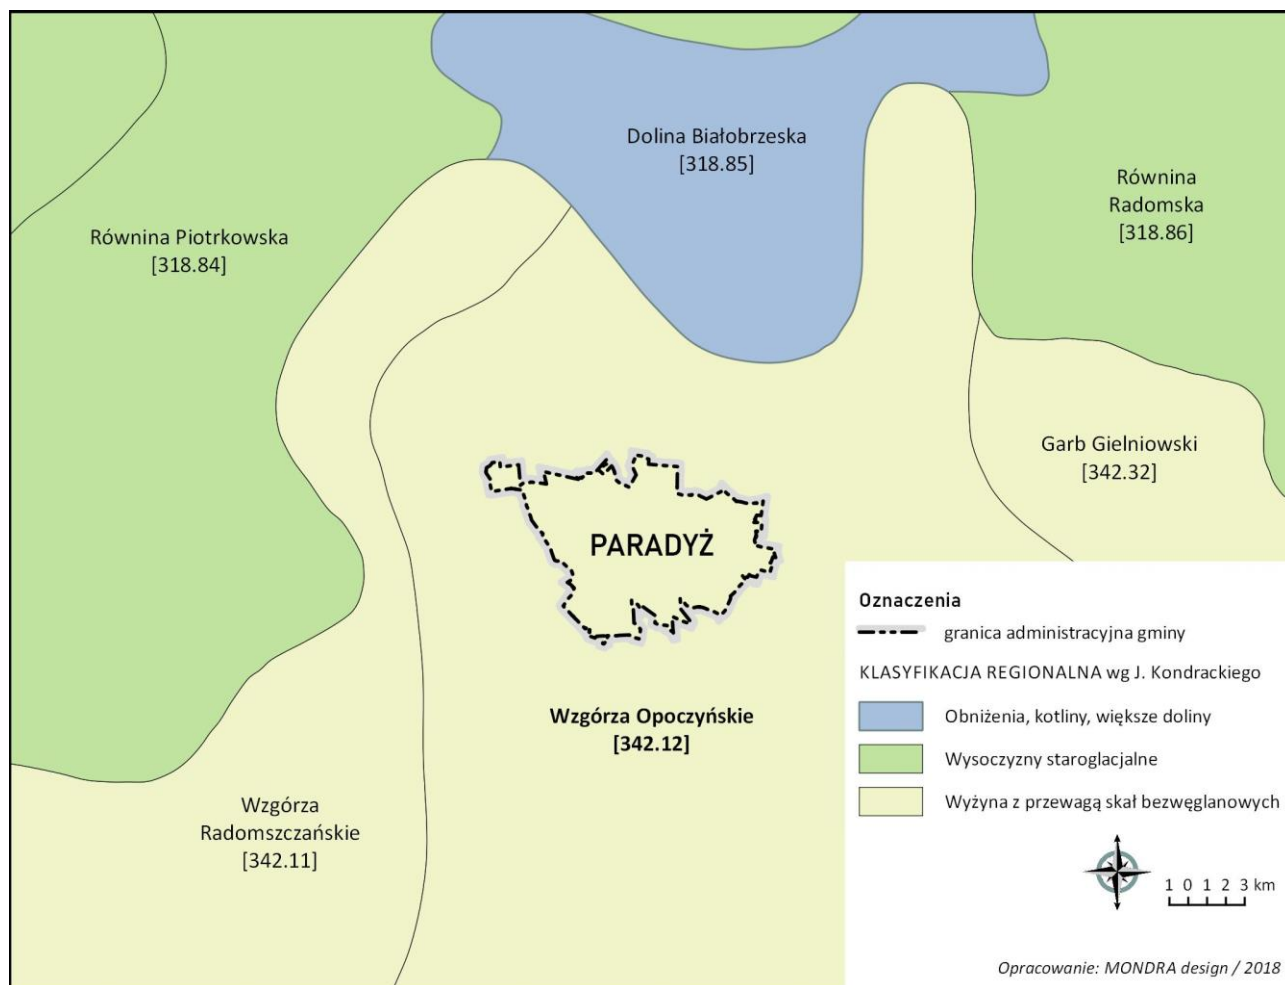 Dolina Białobrzeska
[318.85]
Równina
Radomska
[318.86]
Równina Piotrkowska
[318.84]
Garb Gielniowski
[342.32]
PARADYŻ
Wzgórza Opoczyńskie
[342.12]
Wzgórza
Radomszczańskie
[342.11]
Oznaczenia
granica administracyjna gminy
KLASYFIKACJA REGIONALNA wg J. Kondrackiego
Obniżenia, kotliny, większe doliny
Wysoczyzny staroglacjalne
Wyżyna z przewagą skał bezwęglanowych
1 0 1 2 3 km
Opracowanie: MONDRA design / 2018